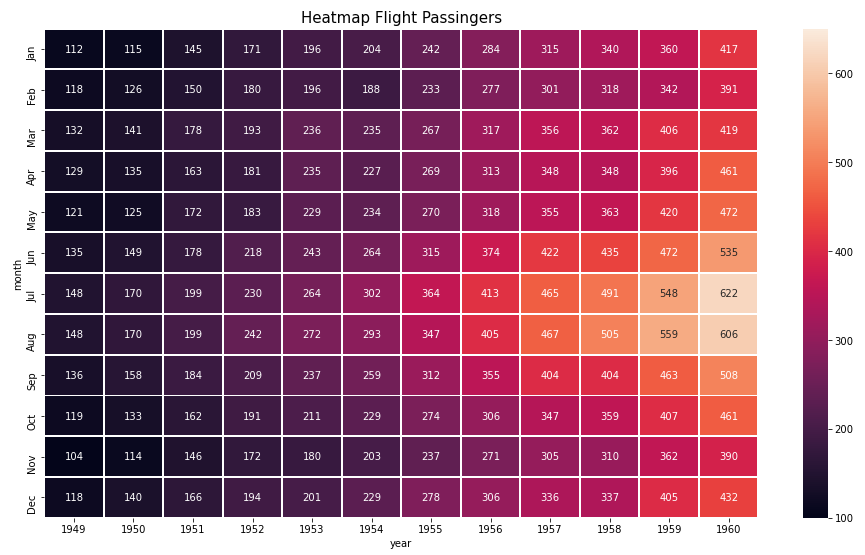 Heatmap Flight Passingers
Jan 112 115 145 171 196 204 242 284 315 340 360 417
Feb 118 126 150 180 196 188 233 277 301 318 342 391
Mar 132 141 178 193 236 235 267 317 356 362 406 419
Apr 129 135 163 181 235 227 269 313 348 348 396 461
May 121 125 172 183 229 234 270 318 355 363 420 472
Jun 135 149 178 218 243 264 315 374 422 435 472 535
Jul 148 170 199 230 264 302 364 413 465 491 548 622
Aug 148 170 199 242 272 293 347 405 467 505 559 606
Sep 136 158 184 209 237 259 312 355 404 404 463 508
Oct 119 133 162 191 211 229 274 306 347 359 407 461
Nov 104 114 146 172 180 203 237 271 305 310 362 390
Dec 118 140 166 194 201 229 278 306 336 337 405 432
1949 1950 1951 1952 1953 1954 1955 1956 1957 1958 1959 1960
year
month
600
500
400
300
200
100